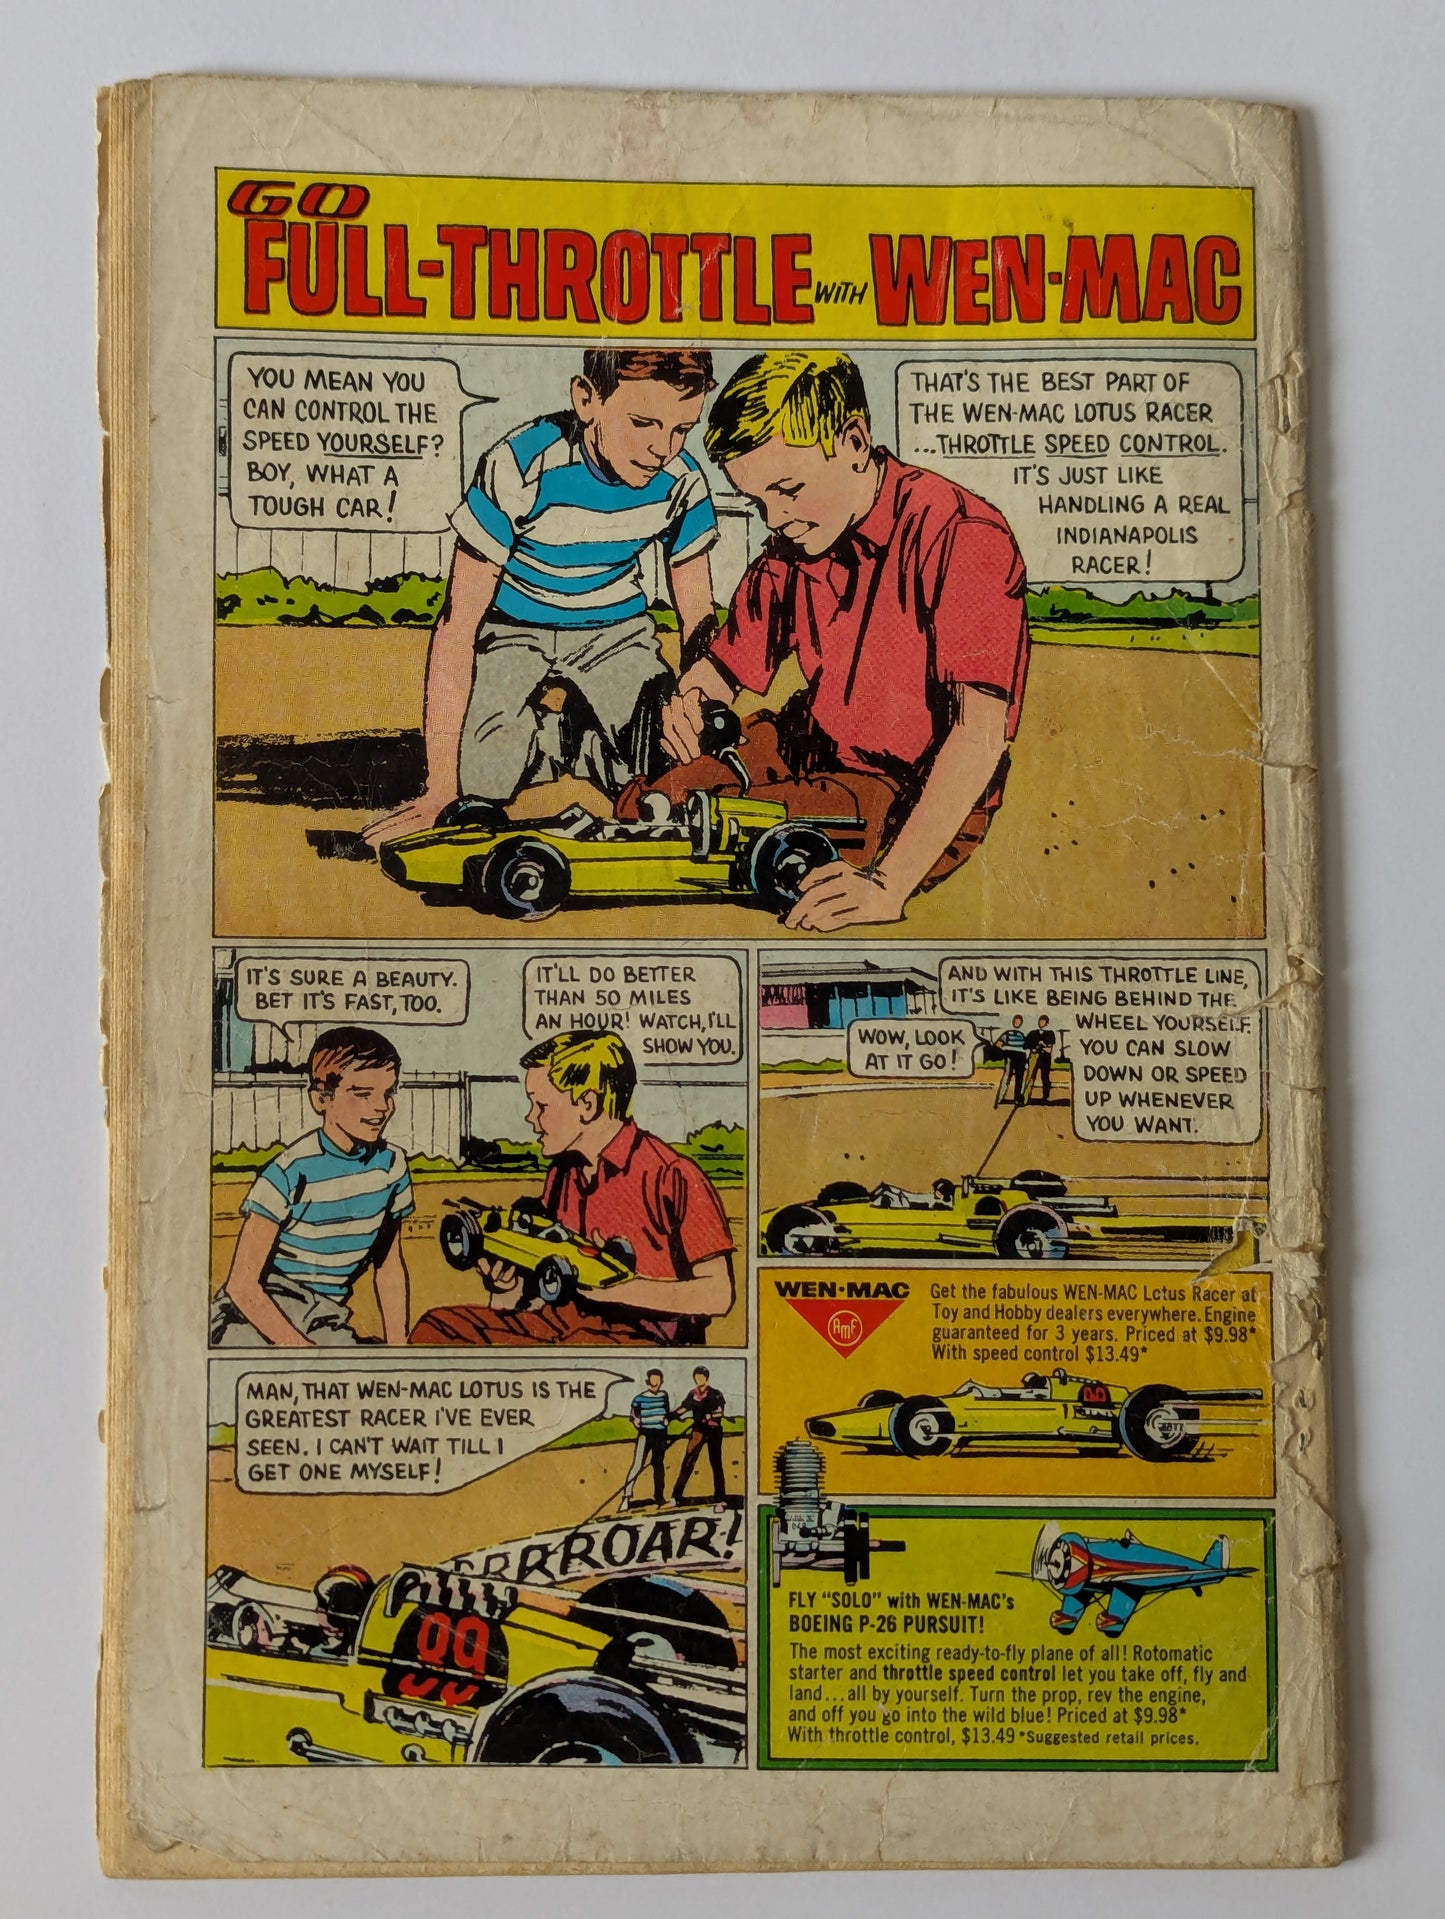 GO
FULL-THROTTLE WITH WEN-MAC
YOU MEAN YOU
CAN CONTROL THE
SPEED YOURSELF?
BOY, WHAT A
TOUGH CAR!
THAT'S THE BEST PART OF
THE WEN-MAC LOTUS RACER
...THROTTLE SPEED CONTROL.
IT'S JUST LIKE
HANDLING A REAL
INDIANAPOLIS
RACER!
IT'S SURE A BEAUTY.
BET IT'S FAST, TOO.
IT'LL DO BETTER
THAN 50 MILES
AN HOUR! WATCH, I'LL
SHOW YOU.
WOW, LOOK
AT IT GO!
AND WITH THIS THROTTLE LINE,
IT'S LIKE BEING BEHIND THE
WHEEL YOURSELF.
YOU CAN SLOW
DOWN OR SPEED
UP WHENEVER
YOU WANT.
MAN, THAT WEN-MAC LOTUS IS THE
GREATEST RACER I'VE EVER
SEEN. I CAN'T WAIT TILL I
GET ONE MYSELF!
RRRROAR!
99
WEN·MAC
AMF
Get the fabulous WEN-MAC Lotus Racer at
Toy and Hobby dealers everywhere. Engine
guaranteed for 3 years. Priced at $9.98*
With speed control $13.49*
FLY "SOLO" with WEN-MAC's
BOEING P-26 PURSUIT!
The most exciting ready-to-fly plane of all! Rotomatic
starter and throttle speed control let you take off, fly and
land...all by yourself. Turn the prop, rev the engine,
and off you go into the wild blue! Priced at $9.98*
With throttle control, $13.49 *Suggested retail prices.